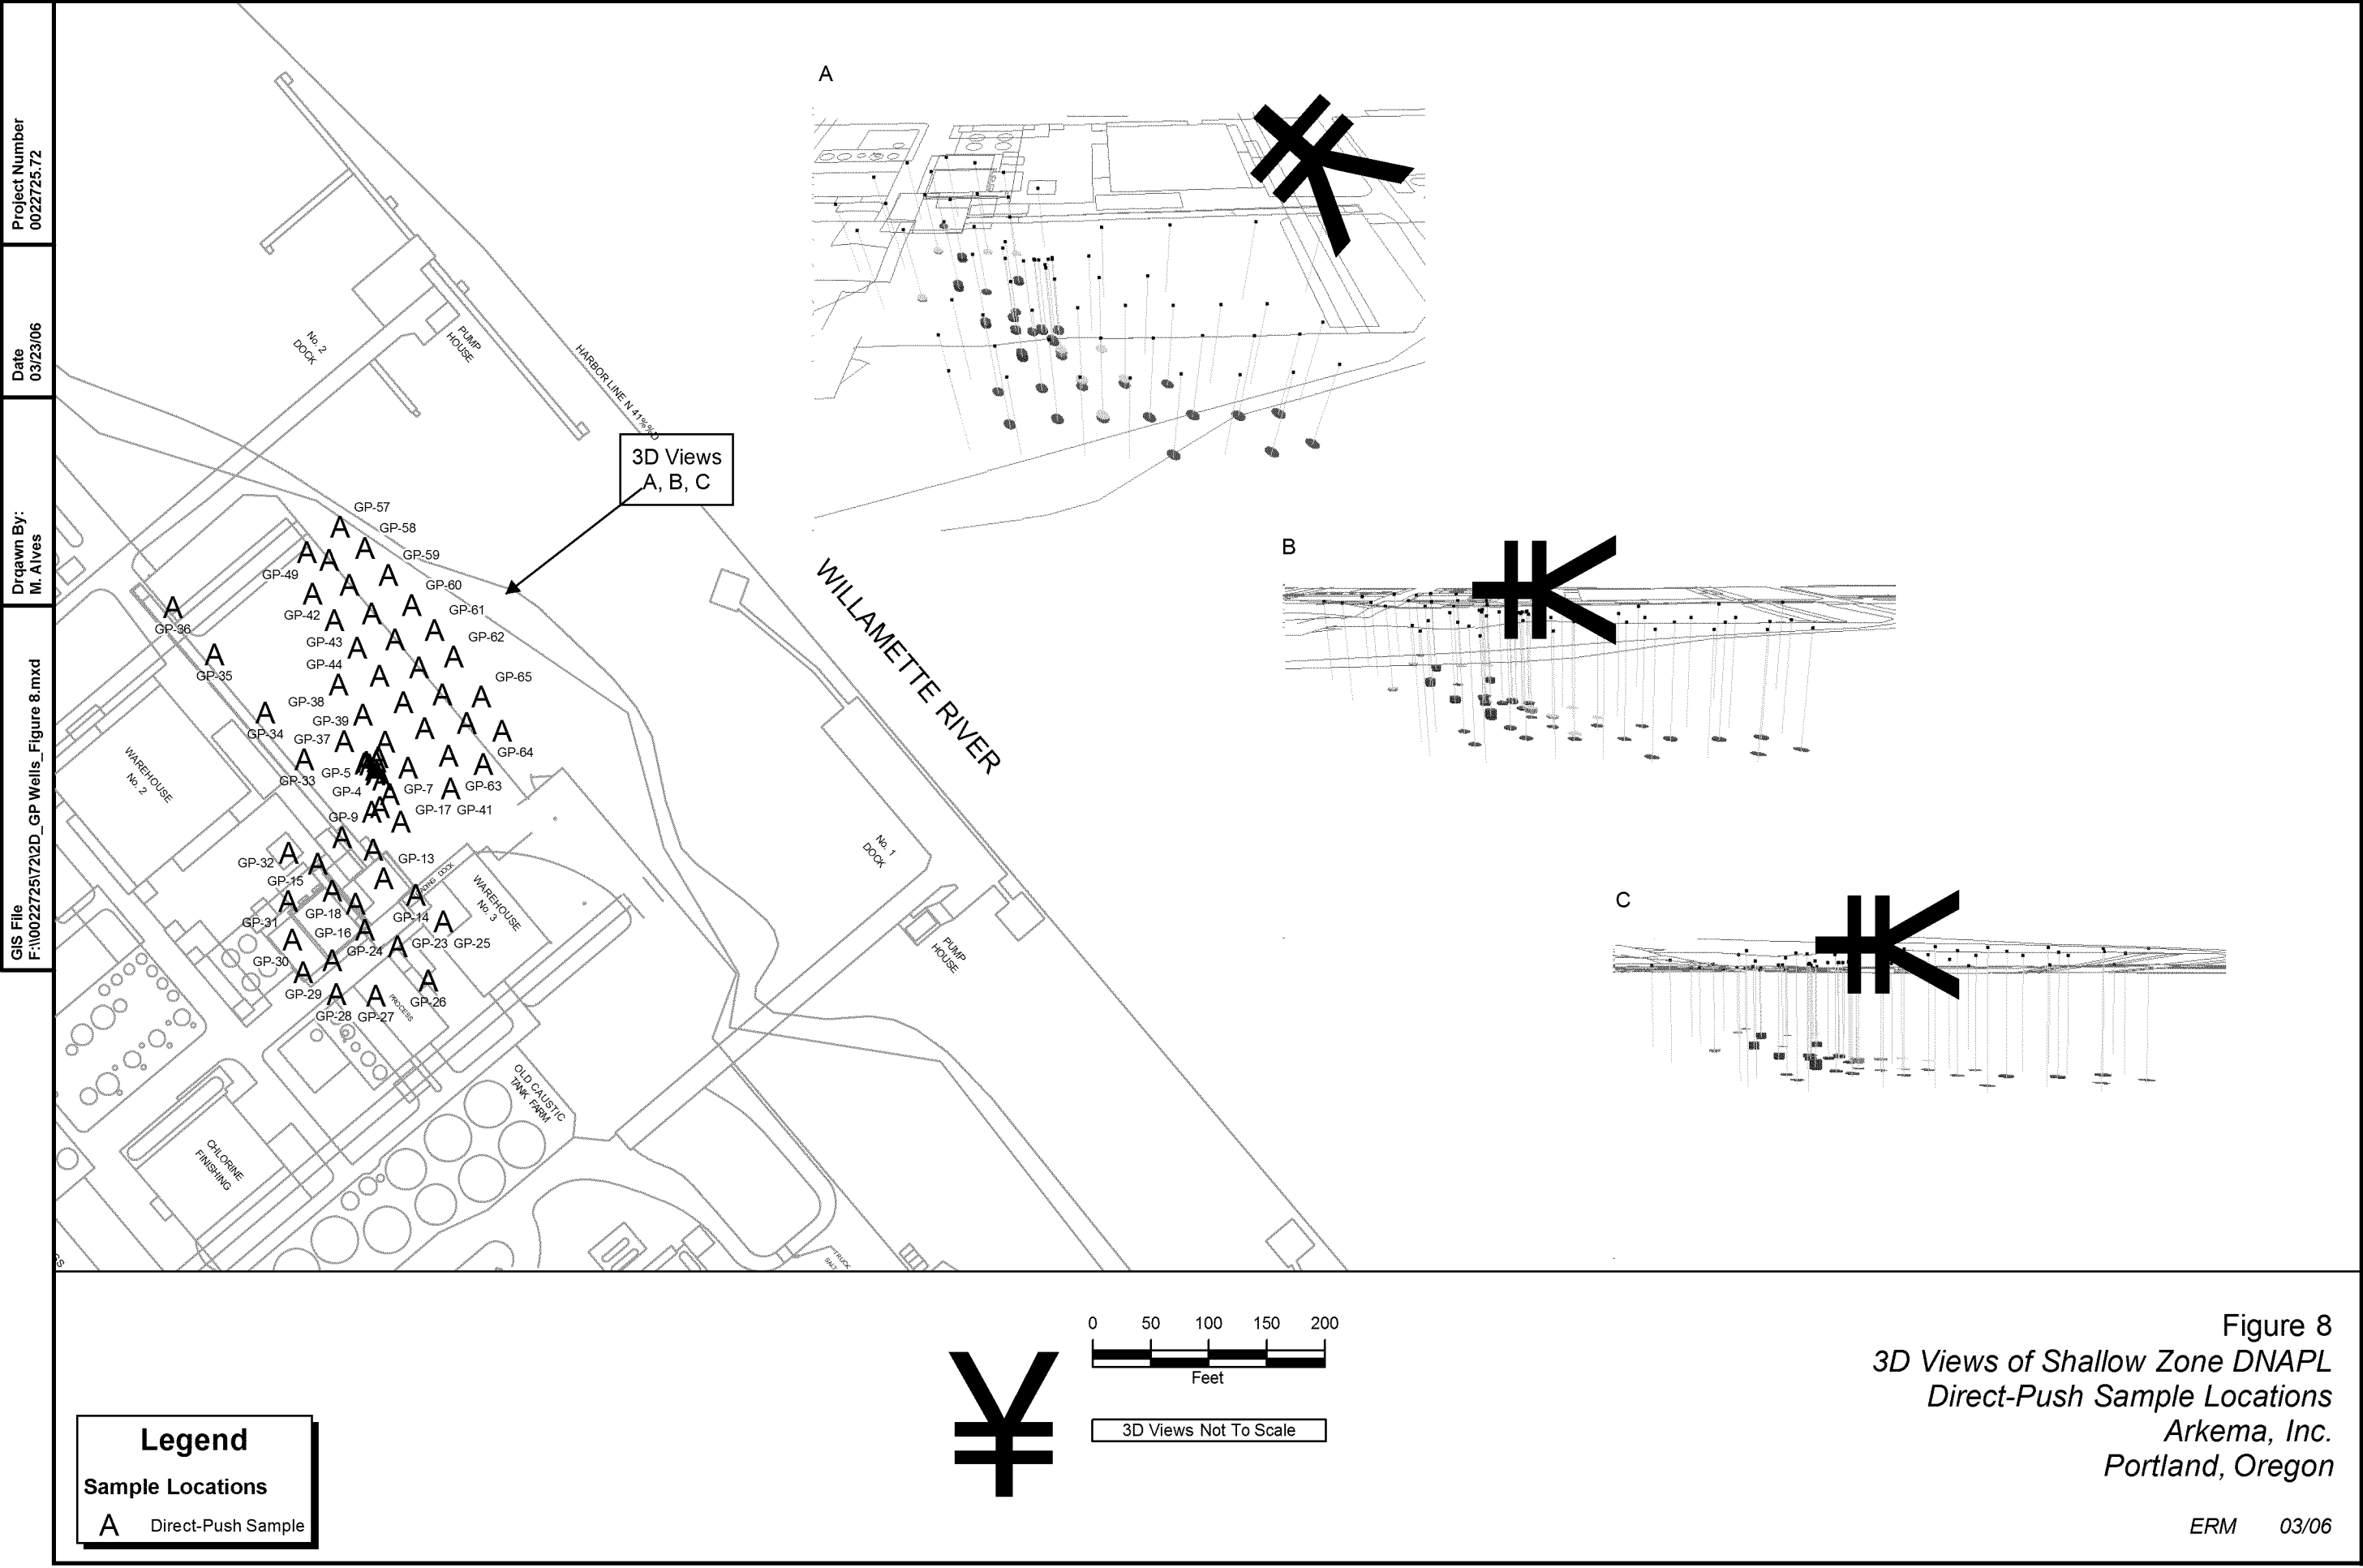 Project Number
0022725.72
Date
03/23/06
Drqawn By:
M. Alves
GIS File
F:\\0022725\72\2D_GP Wells_Figure 8.mxd
A
B
C
HARBOR LINE N 41%%D
No. 2
DOCK
PUMP
HOUSE
3D Views
A, B, C
WILLAMETTE RIVER
GP-57
GP-58
GP-59
GP-49
GP-60
GP-61
GP-42
GP-36
GP-62
GP-43
GP-44
GP-35
GP-65
GP-38
GP-39
GP-34
GP-37
GP-64
GP-5
GP-33
GP-4
GP-7
GP-63
GP-17
GP-41
GP-9
GP-13
GP-32
GP-15
GP-18
GP-14
GP-31
GP-16
GP-23
GP-25
GP-24
GP-30
GP-29
GP-26
GP-28
GP-27
WAREHOUSE
No. 2
WAREHOUSE
No. 3
PROCESS
No. 1
DOCK
PUMP
HOUSE
OLD CAUSTIC
TANK FARM
CHLORINE
FINISHING
TRUCK
SALT
Legend
Sample Locations
A Direct-Push Sample
¥
0 50 100 150 200
Feet
3D Views Not To Scale
Figure 8
3D Views of Shallow Zone DNAPL
Direct-Push Sample Locations
Arkema, Inc.
Portland, Oregon
ERM 03/06